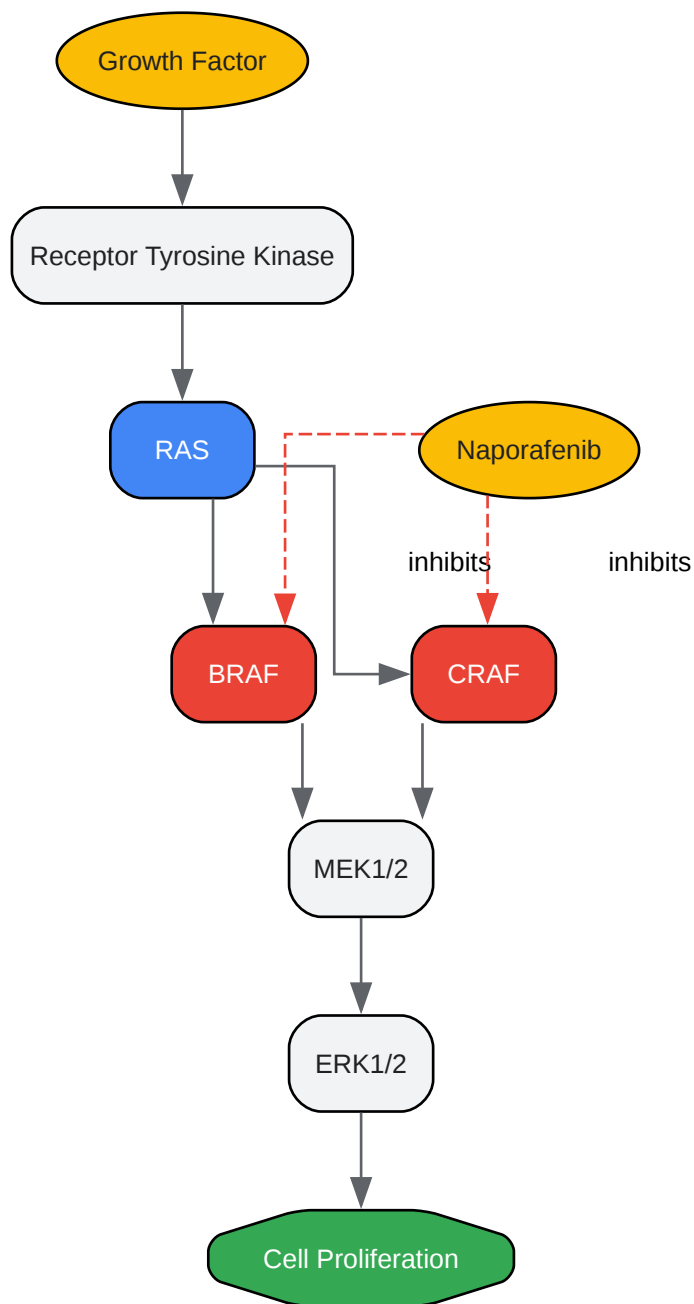 Growth Factor
Receptor Tyrosine Kinase
RAS
Naporafenib
inhibits
inhibits
BRAF
CRAF
MEK1/2
ERK1/2
Cell Proliferation